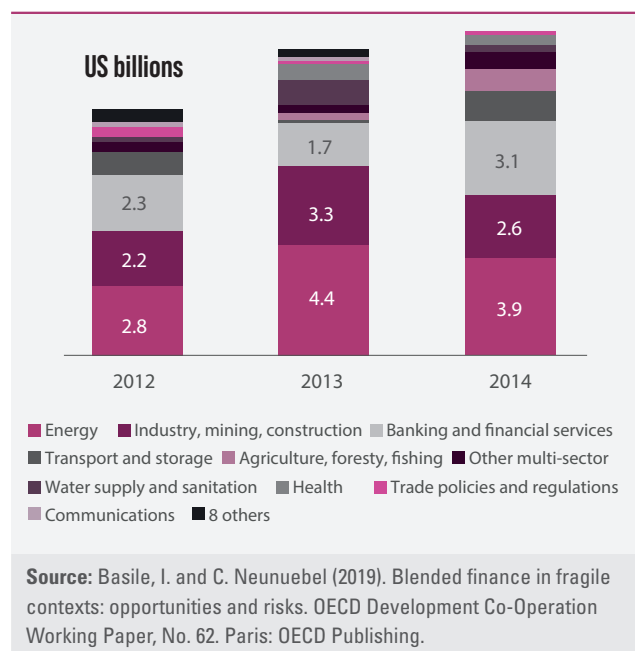 US billions
2.3
2.2
2.8
1.7
3.3
4.4
3.1
2.6
3.9
2012 2013 2014
Energy Industry, mining, construction Banking and financial services
Transport and storage Agriculture, foresty, fishing Other multi-sector
Water supply and sanitation Health Trade policies and regulations
Communications 8 others
Source: Basile, I. and C. Neunuebel (2019). Blended finance in fragile
contexts: opportunities and risks. OECD Development Co-Operation
Working Paper, No. 62. Paris: OECD Publishing.